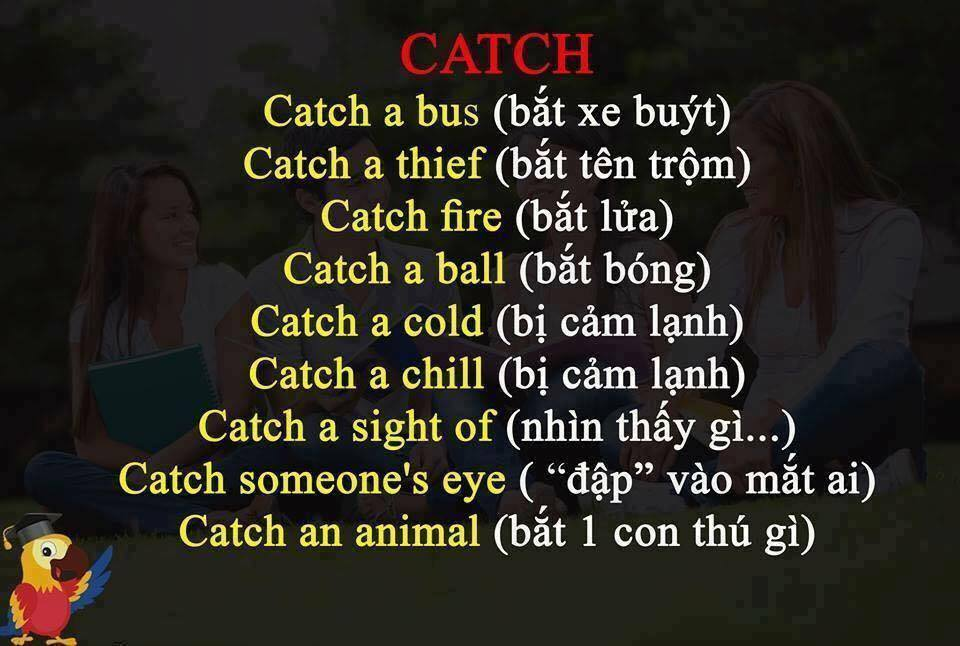 CATCH
Catch a bus (bắt xe buýt)
Catch a thief (bắt tên trộm)
Catch fire (bắt lửa)
Catch a ball (bắt bóng)
Catch a cold (bị cảm lạnh)
Catch a chill (bị cảm lạnh)
Catch a sight of (nhìn thấy gì...)
Catch someone's eye ( “đập” vào mắt ai)
Catch an animal (bắt 1 con thú gì)